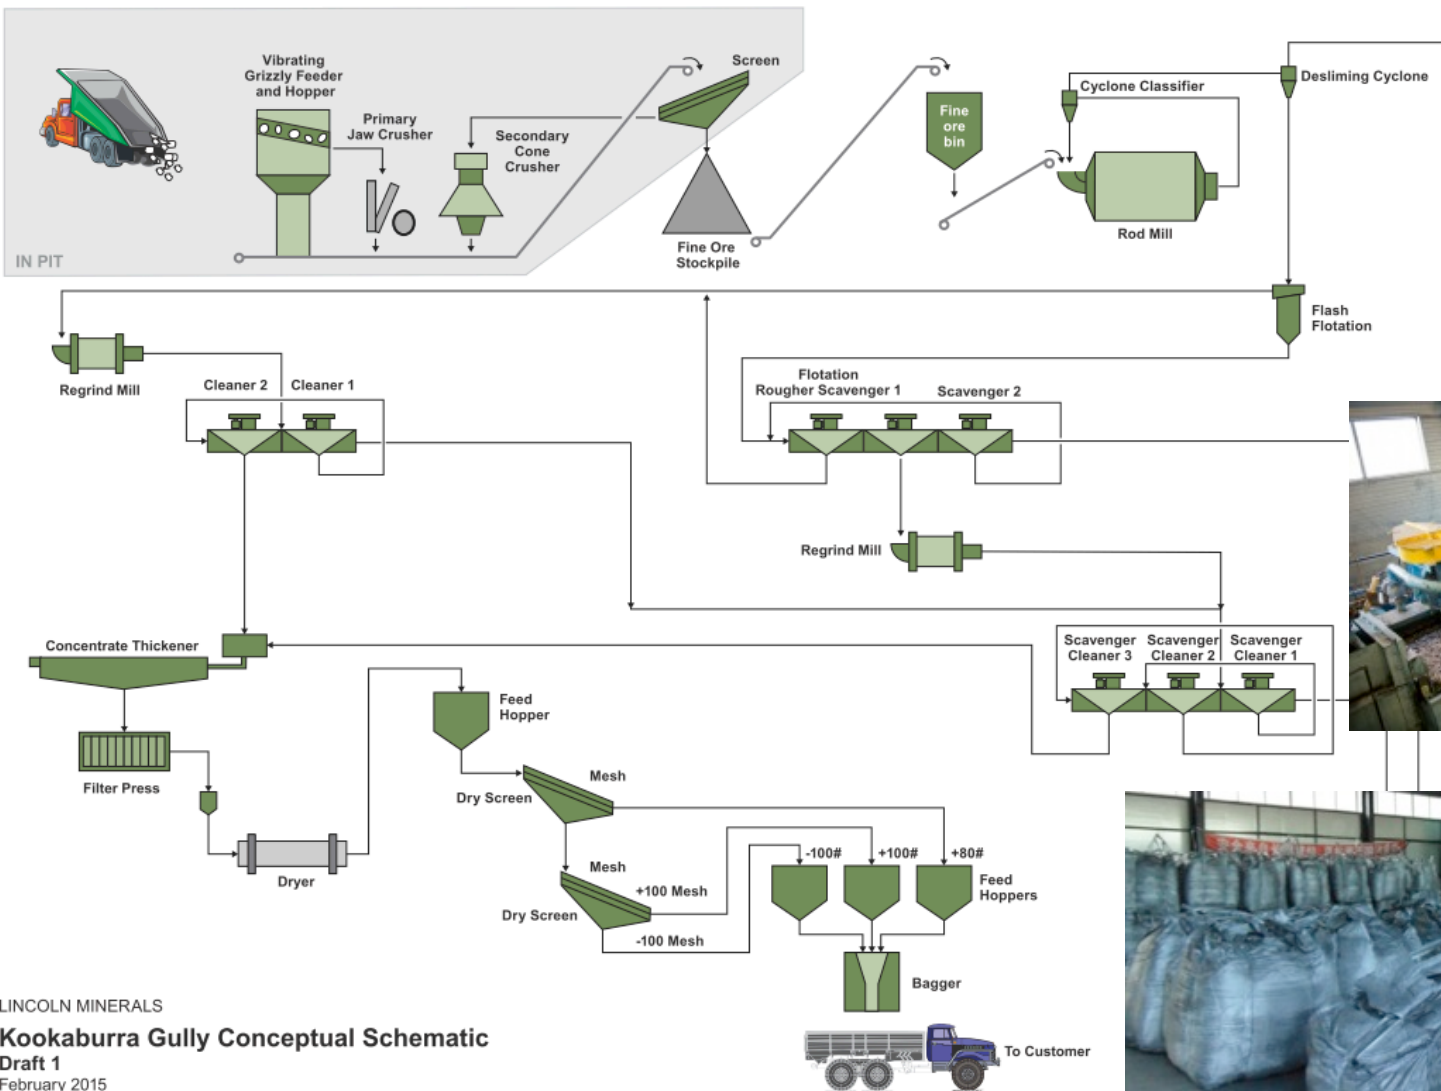 Vibrating
Grizzly Feeder
and Hopper
Primary
Jaw Crusher
Secondary
Cone
Crusher
Screen
Fine Ore
Stockpile
IN PIT
Fine
ore
bin
Cyclone Classifier
Desliming Cyclone
Rod Mill
Flash
Flotation
Regrind Mill
Cleaner 2
Cleaner 1
Flotation
Rougher Scavenger 1
Scavenger 2
Regrind Mill
Concentrate Thickener
Scavenger
Cleaner 3
Scavenger
Cleaner 2
Scavenger
Cleaner 1
Filter Press
Dryer
Feed
Hopper
Mesh
Dry Screen
Mesh
Dry Screen
+100 Mesh
-100 Mesh
-100#
+100#
+80#
Feed
Hoppers
Bagger
To Customer
LINCOLN MINERALS
Kookaburra Gully Conceptual Schematic
Draft 1
February 2015